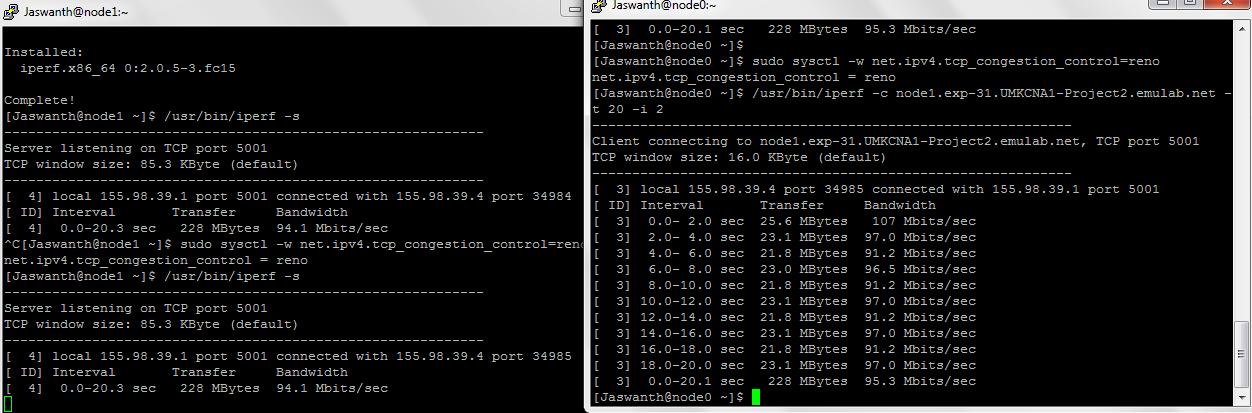 Jaswanth@node1:~
Installed:
  iperf.x86_64 0:2.0.5-3.fc15
Complete!
[Jaswanth@node1 ~]$ /usr/bin/iperf -s
------------------------------------------------------------
Server listening on TCP port 5001
TCP window size: 85.3 KByte (default)
------------------------------------------------------------
[  4] local 155.98.39.1 port 5001 connected with 155.98.39.4 port 34984
[ ID] Interval       Transfer     Bandwidth
[  4]  0.0-20.3 sec   228 MBytes  94.1 Mbits/sec
^C[Jaswanth@node1 ~]$ sudo sysctl -w net.ipv4.tcp_congestion_control=reno
net.ipv4.tcp_congestion_control = reno
[Jaswanth@node1 ~]$ /usr/bin/iperf -s
------------------------------------------------------------
Server listening on TCP port 5001
TCP window size: 85.3 KByte (default)
------------------------------------------------------------
[  4] local 155.98.39.1 port 5001 connected with 155.98.39.4 port 34985
[ ID] Interval       Transfer     Bandwidth
[  4]  0.0-20.3 sec   228 MBytes  94.1 Mbits/sec
Jaswanth@node0:~
[  3]  0.0-20.1 sec   228 MBytes  95.3 Mbits/sec
[Jaswanth@node0 ~]$
[Jaswanth@node0 ~]$ sudo sysctl -w net.ipv4.tcp_congestion_control=reno
net.ipv4.tcp_congestion_control = reno
[Jaswanth@node0 ~]$ /usr/bin/iperf -c node1.exp-31.UMKCNA1-Project2.emulab.net -
t 20 -i 2
------------------------------------------------------------
Client connecting to node1.exp-31.UMKCNA1-Project2.emulab.net, TCP port 5001
TCP window size: 16.0 KByte (default)
------------------------------------------------------------
[  3] local 155.98.39.4 port 34985 connected with 155.98.39.1 port 5001
[ ID] Interval       Transfer     Bandwidth
[  3]  0.0- 2.0 sec  25.6 MBytes   107 Mbits/sec
[  3]  2.0- 4.0 sec  23.1 MBytes  97.0 Mbits/sec
[  3]  4.0- 6.0 sec  21.8 MBytes  91.2 Mbits/sec
[  3]  6.0- 8.0 sec  23.0 MBytes  96.5 Mbits/sec
[  3]  8.0-10.0 sec  21.8 MBytes  91.2 Mbits/sec
[  3] 10.0-12.0 sec  23.1 MBytes  97.0 Mbits/sec
[  3] 12.0-14.0 sec  21.8 MBytes  91.2 Mbits/sec
[  3] 14.0-16.0 sec  23.1 MBytes  97.0 Mbits/sec
[  3] 16.0-18.0 sec  21.8 MBytes  91.2 Mbits/sec
[  3] 18.0-20.0 sec  23.1 MBytes  97.0 Mbits/sec
[  3]  0.0-20.1 sec   228 MBytes  95.3 Mbits/sec
[Jaswanth@node0 ~]$